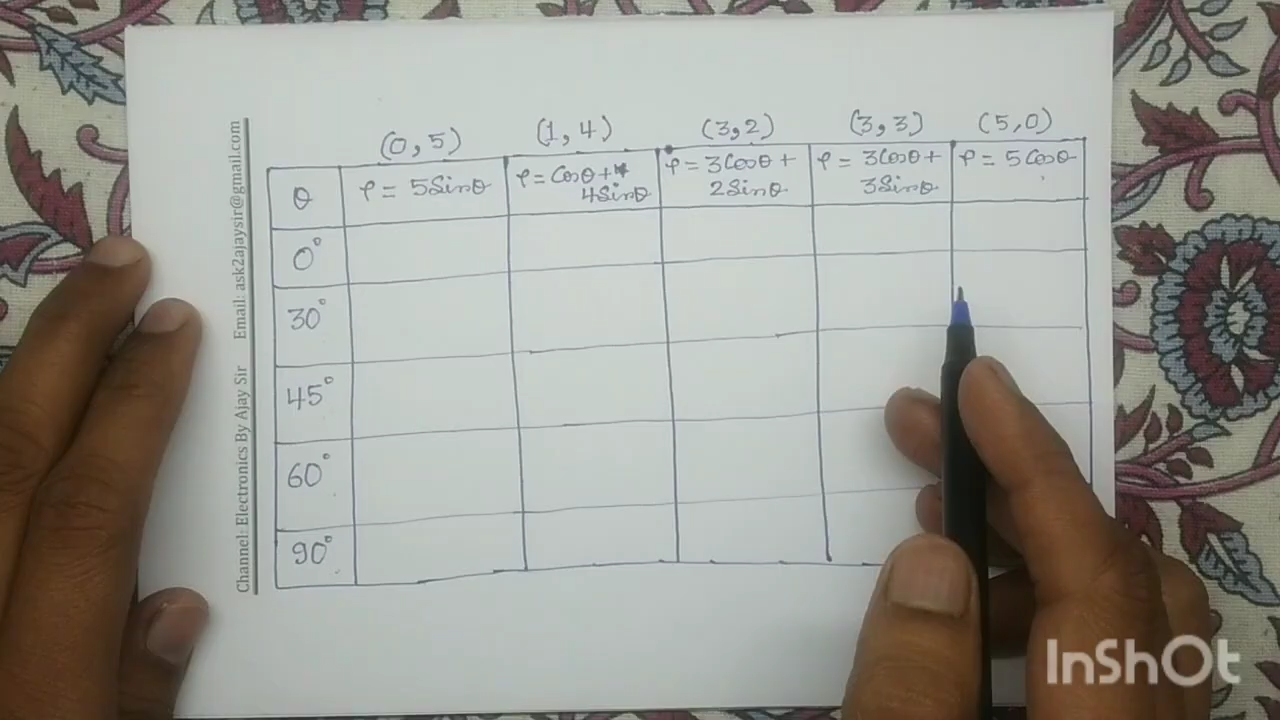 Channel: Electronics By Ajay Sir Email: ask2ajaysir@gmail.com
(0,5) (1,4) (3,2) (3,3) (5,0)
θ ρ = 5Sinθ ρ = Cosθ + 4Sinθ ρ = 3Cosθ + 2Sinθ ρ = 3Cosθ + 3Sinθ ρ = 5Cosθ
0°
30°
45°
60°
90°
InShOt